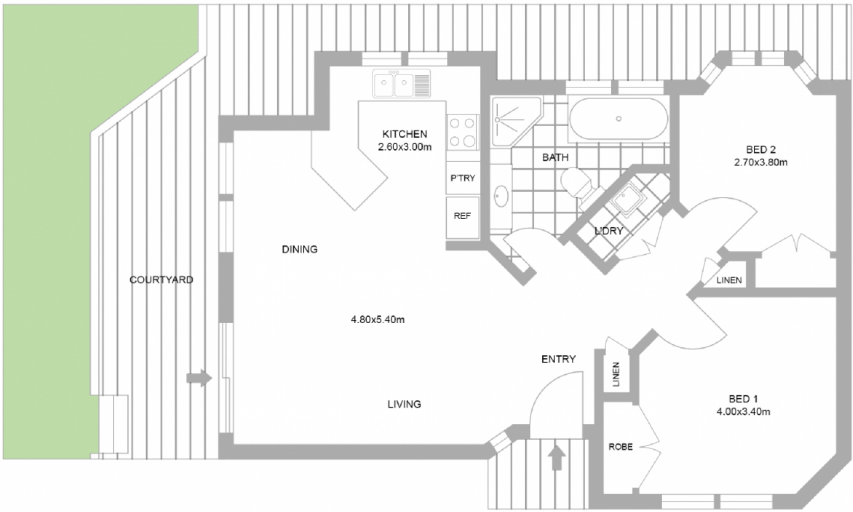 KITCHEN
2.60x3.00m
P'TRY
REF
BATH
L'DRY
BED 2
2.70x3.80m
LINEN
DINING
COURTYARD
4.80x5.40m
ENTRY
LIVING
LINEN
BED 1
4.00x3.40m
ROBE